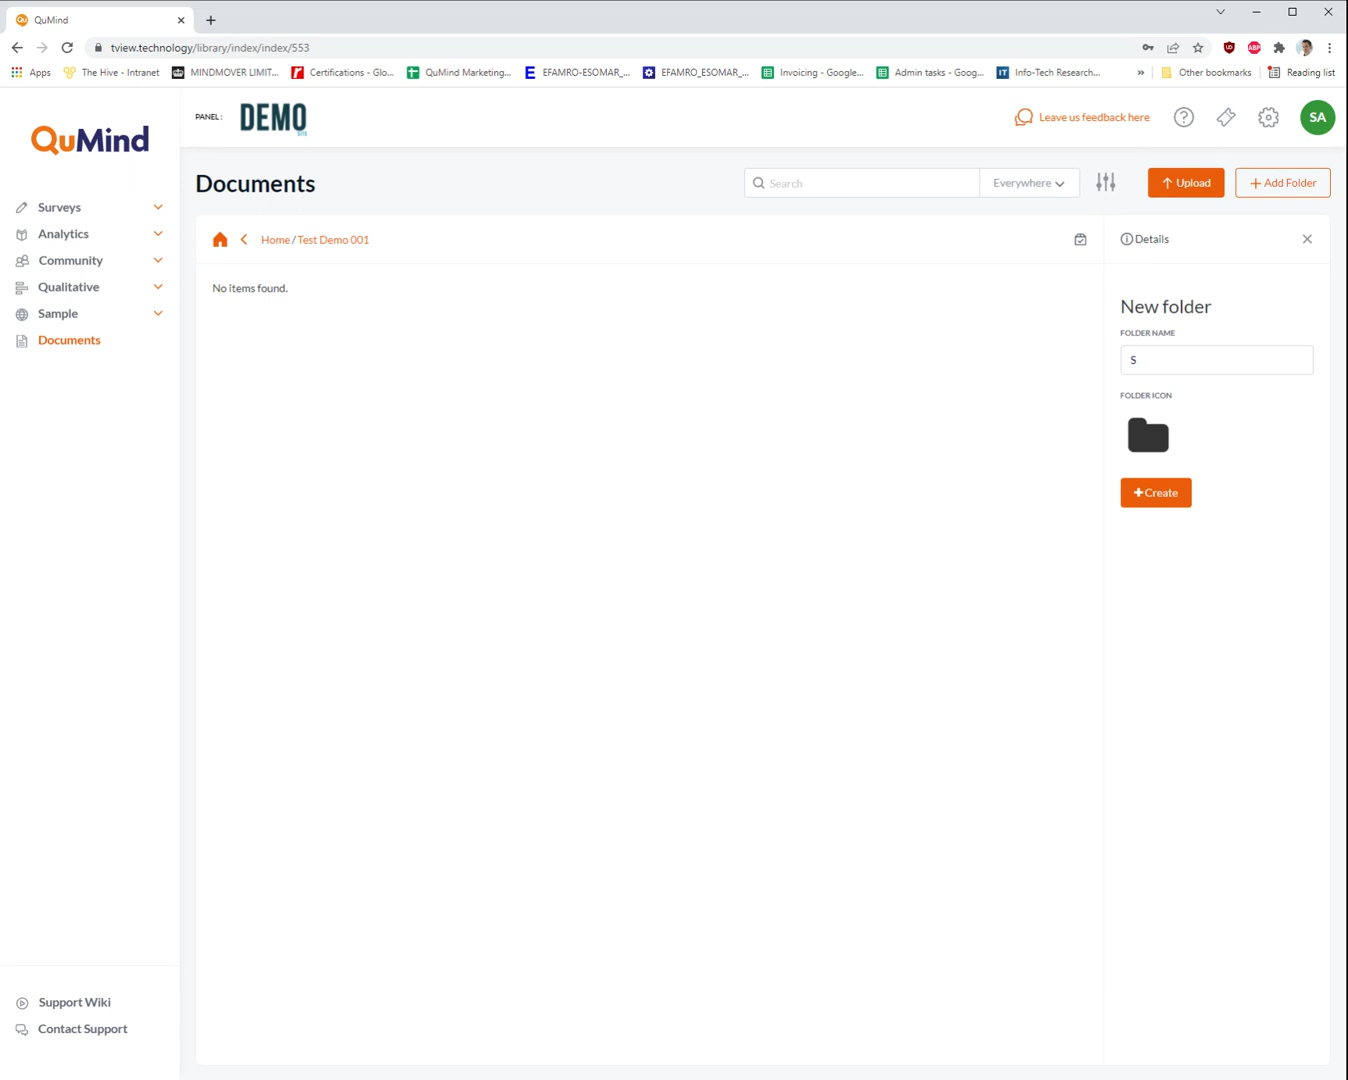 QuMind
tview.technology/library/index/index/553
Apps
The Hive - Intranet
MINDMOVER LIMIT...
Certifications - Glo...
QuMind Marketing...
EFAMRO-ESOMAR_...
EFAMRO_ESOMAR_...
Invoicing - Google...
Admin tasks - Goog...
Info-Tech Research...
»
Other bookmarks
Reading list
QuMind
PANEL :
DEMO
Leave us feedback here
SA
Documents
Search
Everywhere
Upload
Add Folder
Surveys
Analytics
Community
Qualitative
Sample
Documents
Home / Test Demo 001
Details
No items found.
New folder
FOLDER NAME
S
FOLDER ICON
Create
Support Wiki
Contact Support